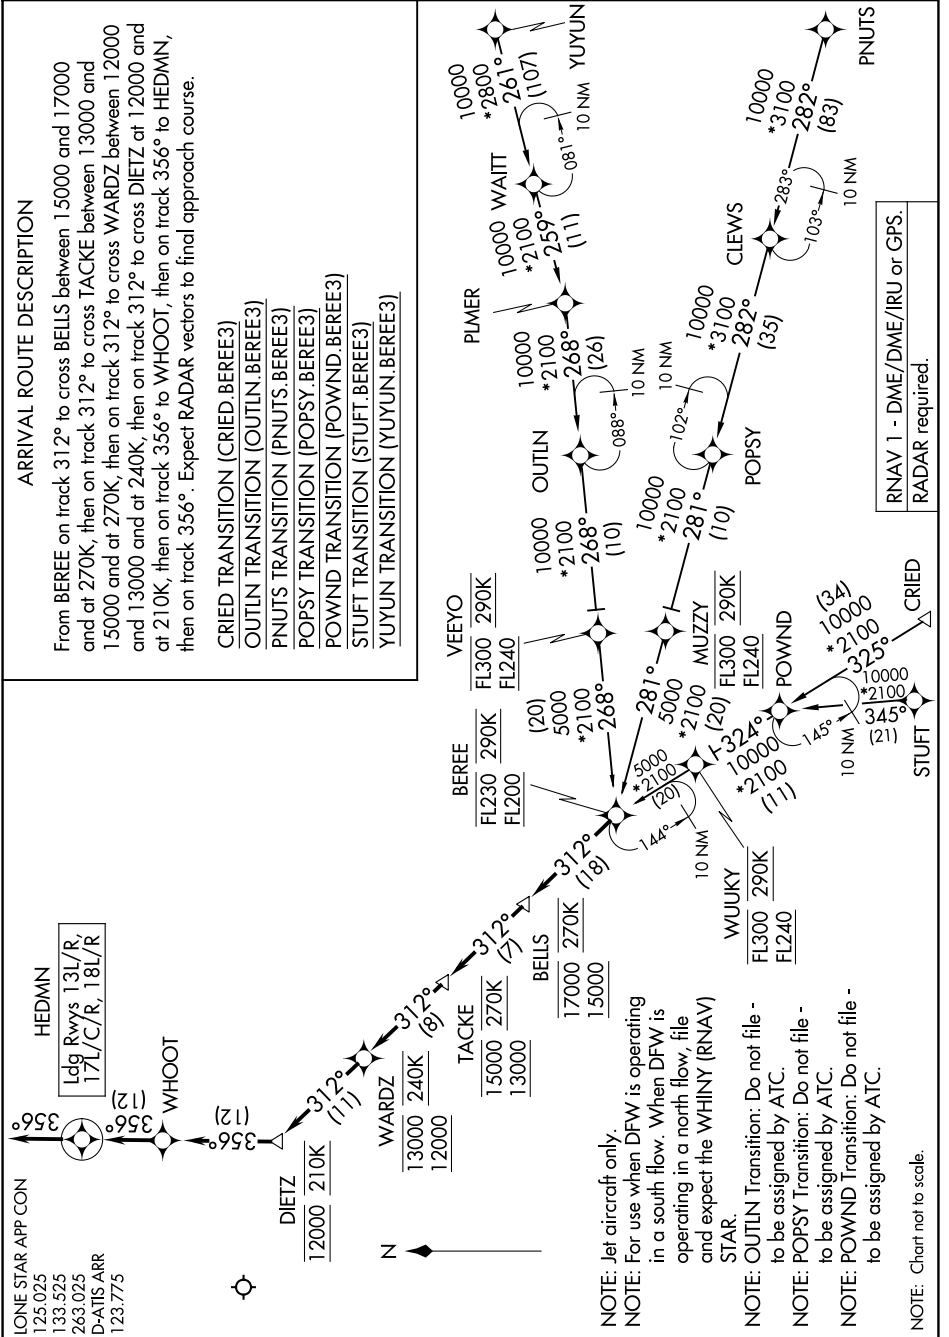 LONE STAR APP CON
125.025
133.525
263.025
D-ATIS ARR
123.775
ARRIVAL ROUTE DESCRIPTION
From BEREE on track 312° to cross BELLS between 15000 and 17000
and at 270K, then on track 312° to cross TACKE between 13000 and
15000 and at 270K, then on track 312° to cross WARDZ between 12000
and 13000 and at 240K, then on track 312° to cross DIETZ at 12000 and
at 210K, then on track 356° to WHOOT, then on track 356° to HEDMN,
then on track 356°. Expect RADAR vectors to final approach course.
CRIED TRANSITION (CRIED.BEREE3)
OUTLN TRANSITION (OUTLN.BEREE3)
PNUTS TRANSITION (PNUTS.BEREE3)
POPSY TRANSITION (POPSY.BEREE3)
POWND TRANSITION (POWND.BEREE3)
STUFT TRANSITION (STUFT.BEREE3)
YUYUN TRANSITION (YUYUN.BEREE3)
356°
HEDMN
Ldg Rwys 13L/R,
17L/C/R, 18L/R
356°
(12)
WHOOT
356°
(12)
DIETZ
12000 210K
312°
(11)
WARDZ
13000 240K
12000
312°
(8)
TACKE
15000 270K
13000
312°
(7)
BELLS
17000 270K
15000
312°
(18)
BEREE
FL230 290K
FL200
144°
10 NM
(20)
5000
*2100
268°
VEEYO
FL300 290K
FL240
10000
*2100
268°
(10)
OUTLN
088°
10 NM
10000
*2100
268°
(26)
PLMER
10000
*2100
259°
(11)
WAITT
081°
10 NM
10000
*2800
261°
(107)
YUYUN
281°
5000
*2100
(20)
MUZZY
FL300 290K
FL240
10000
*2100
281°
(10)
POPSY
102°
10 NM
10000
*3100
282°
(35)
CLEWS
283°
103°
10 NM
10000
*3100
282°
(83)
PNUTS
5000
*2100
(20)
WUUKY
FL300 290K
FL240
324°
10000
*2100
(11)
POWND
145°
10 NM
(34)
10000
*2100
325°
CRIED
10000
*2100
345°
(21)
STUFT
N
NOTE: Jet aircraft only.
NOTE: For use when DFW is operating
in a south flow. When DFW is
operating in a north flow, file
and expect the WHINY (RNAV)
STAR.
NOTE: OUTLN Transition: Do not file -
to be assigned by ATC.
NOTE: POPSY Transition: Do not file -
to be assigned by ATC.
NOTE: POWND Transition: Do not file -
to be assigned by ATC.
NOTE: Chart not to scale.
RNAV 1 - DME/DME/IRU or GPS.
RADAR required.